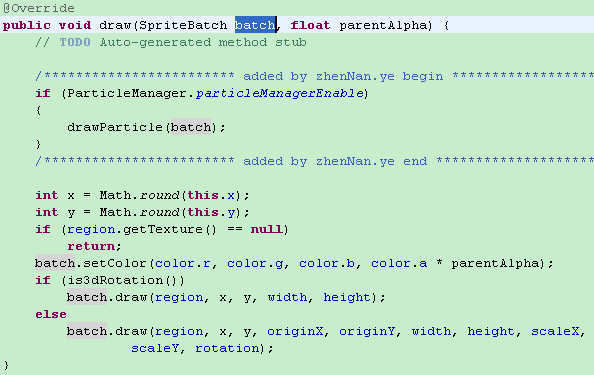 @Override
public void draw(SpriteBatch batch, float parentAlpha) {
// TODO Auto-generated method stub
/************************ added by zhenNan.ye begin ******************
if (ParticleManager.particleManagerEnable)
{
drawParticle(batch);
}
/************************ added by zhenNan.ye end ********************
int x = Math.round(this.x);
int y = Math.round(this.y);
if (region.getTexture() == null)
return;
batch.setColor(color.r, color.g, color.b, color.a * parentAlpha);
if (is3dRotation())
batch.draw(region, x, y, width, height);
else
batch.draw(region, x, y, originX, originY, width, height, scaleX,
scaleY, rotation);
}